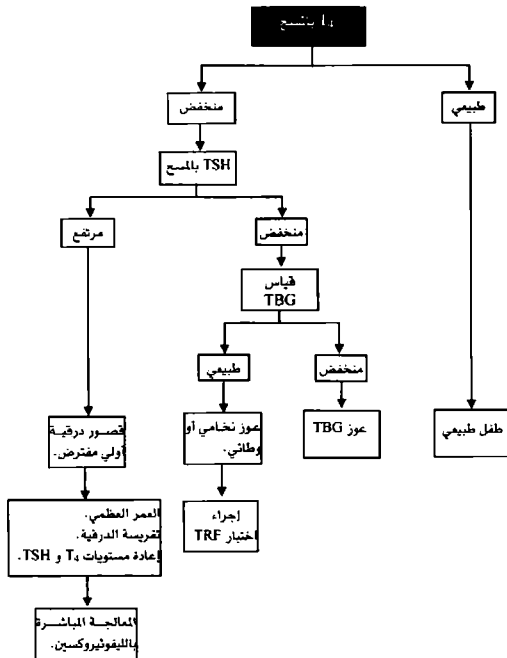 T4 بالمسح
منخفض
طبيعي
TSH بالمسح
مرتفع
منخفض
قياس
TBG
طبيعي
منخفض
قصور درقية
أولي مفترض.
عوز نخامي أو
وطائي.
عوز TBG
طفل طبيعي
العمر العظمي.
تفريسة الدرقية.
إعادة مستويات T4 و TSH.
إجراء
اختبار TRF
المعالجة المباشرة
بالليفوثيروكسين.